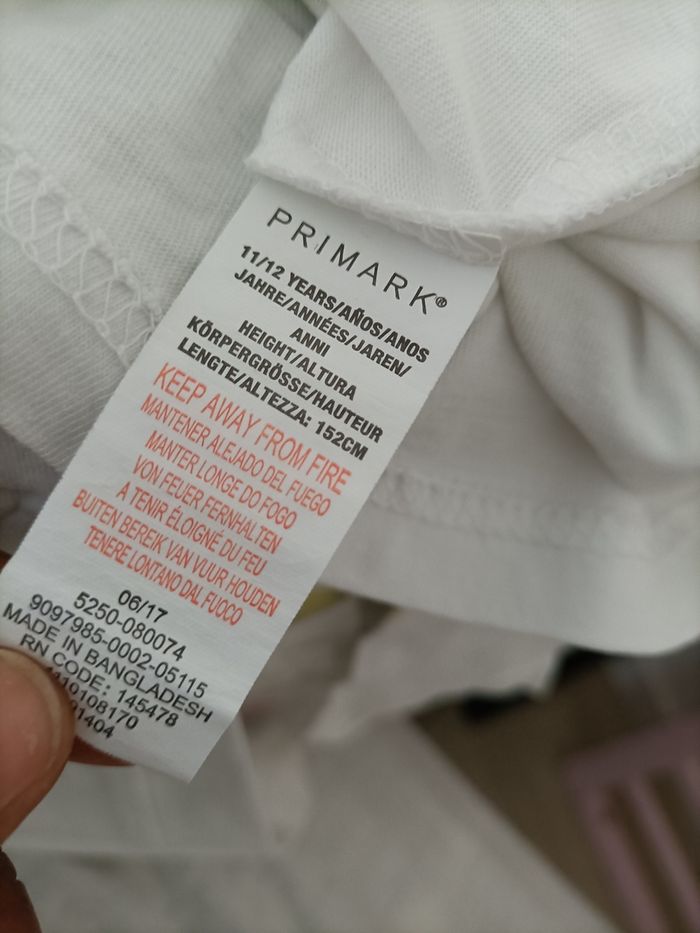 PRIMARK®
11/12 YEARS/AÑOS/ANOS
JAHRE/ANNÉES/JAREN/
ANNI
HEIGHT/ALTURA
KÖRPERGRÖSSE/HAUTEUR
LENGTE/ALTEZZA: 152CM
KEEP AWAY FROM FIRE
MANTENER ALEJADO DEL FUEGO
MANTER LONGE DO FOGO
VON FEUER FERNHALTEN
À TENIR ÉLOIGNÉ DU FEU
BUITEN BEREIK VAN VUUR HOUDEN
TENERE LONTANO DAL FUOCO
06/17
5250-080074
9097985-0002-05115
MADE IN BANGLADESH
RN CODE: 145478